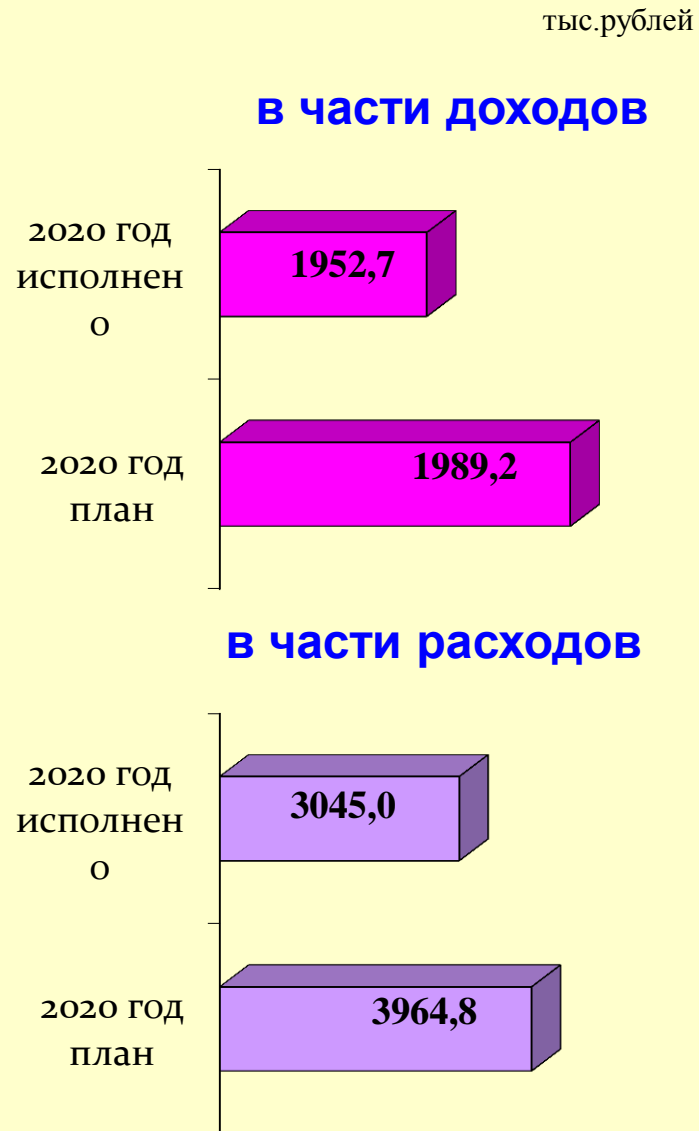 тыс.рублей
в части доходов
2020 год
исполнен
о
1952,7
2020 год
план
1989,2
в части расходов
2020 год
исполнен
о
3045,0
2020 год
план
3964,8